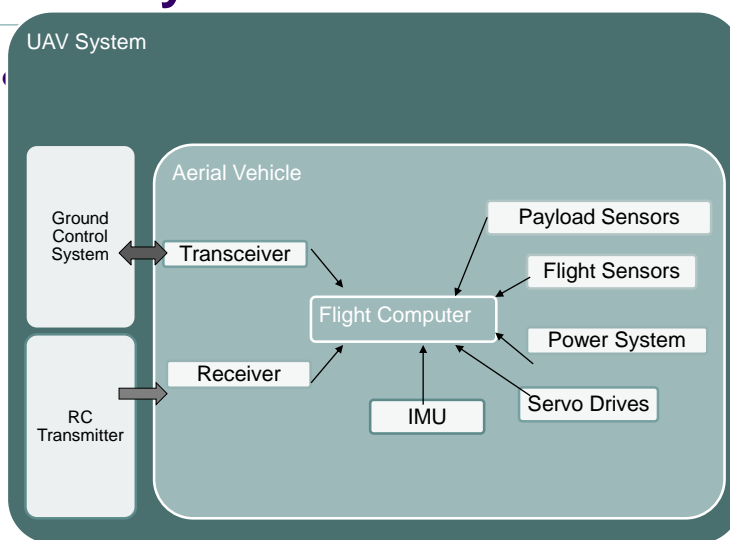 UAV System
Aerial Vehicle
Ground
Control
System
Transceiver
Payload Sensors
Flight Sensors
Flight Computer
Power System
Receiver
IMU
Servo Drives
RC
Transmitter